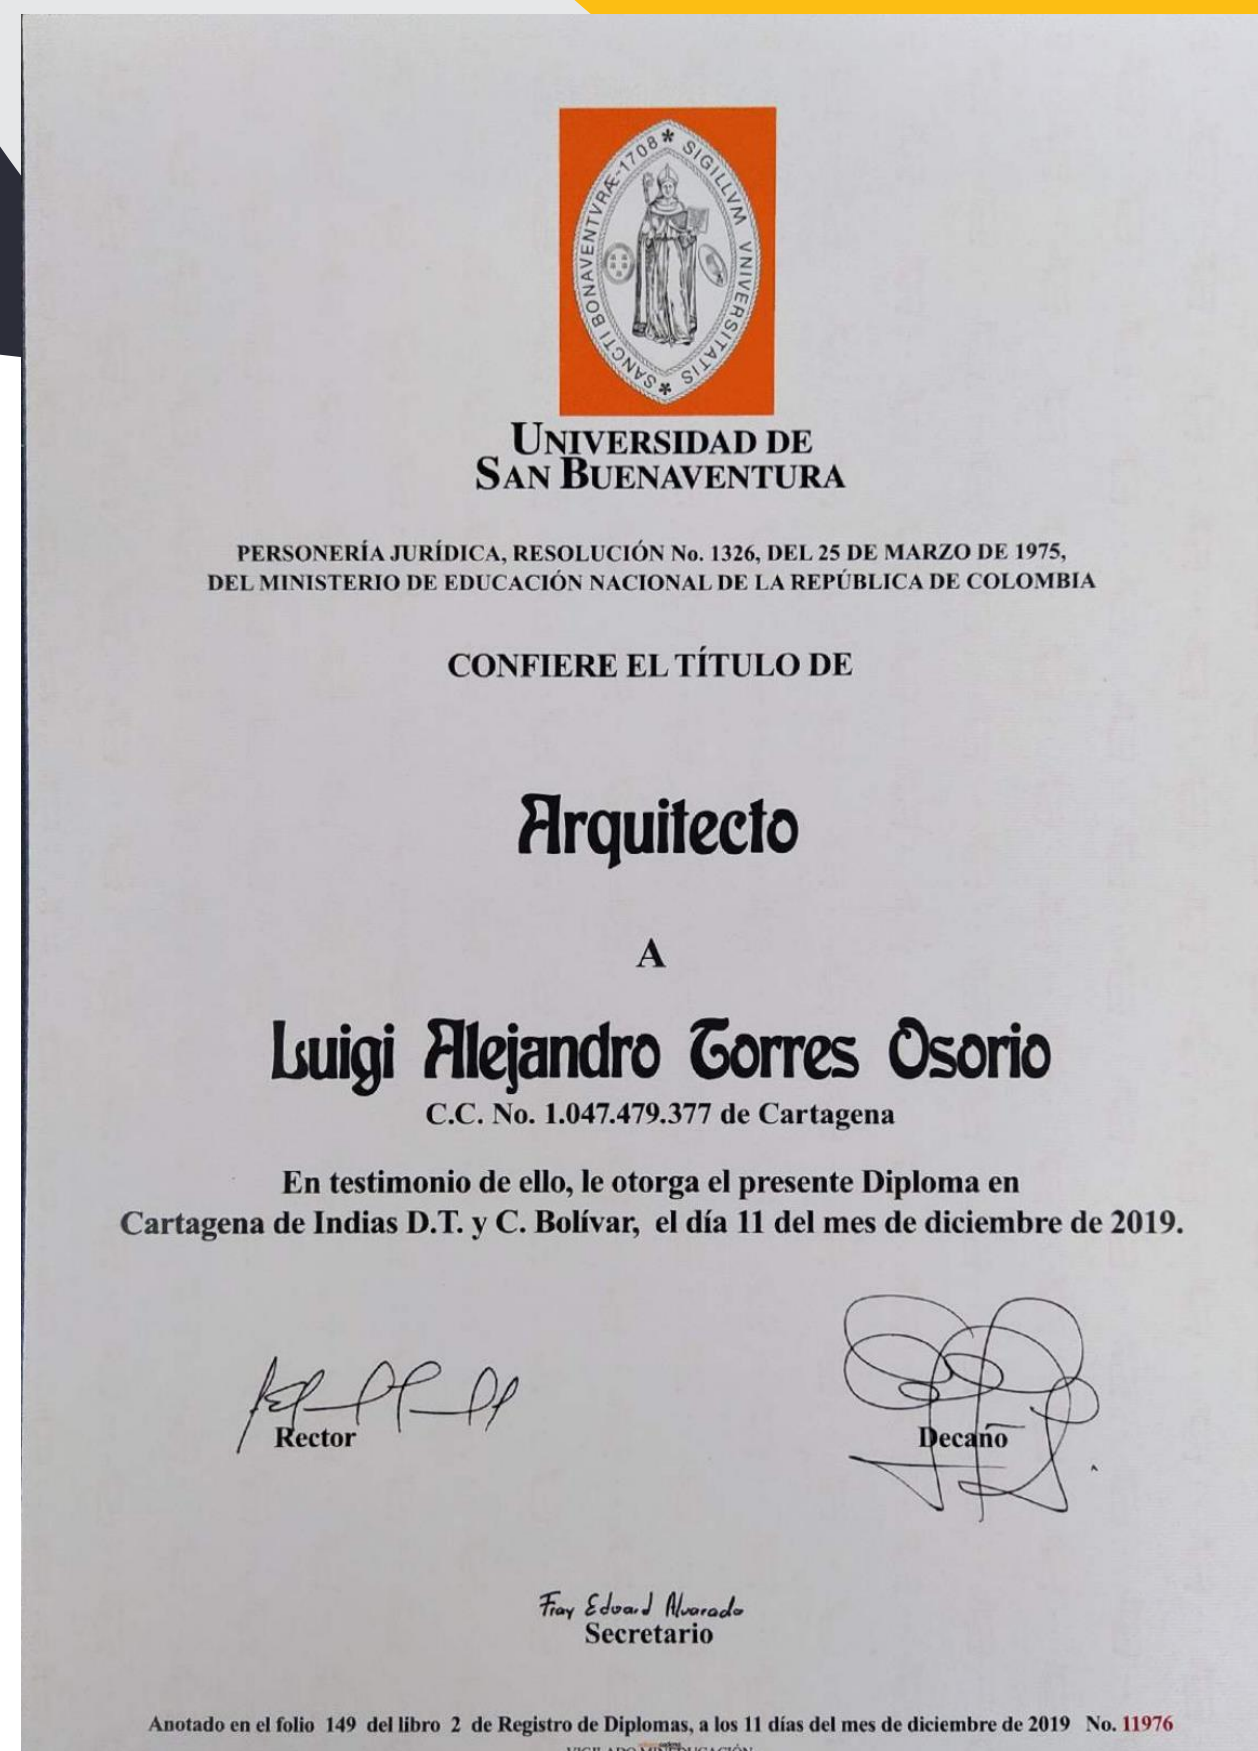 SANCTI BONAVENTVRÆ-1708 * SIGILLVM VNIVERSITATIS *
UNIVERSIDAD DE
SAN BUENAVENTURA
PERSONERÍA JURÍDICA, RESOLUCIÓN No. 1326, DEL 25 DE MARZO DE 1975,
DEL MINISTERIO DE EDUCACIÓN NACIONAL DE LA REPÚBLICA DE COLOMBIA
CONFIERE EL TÍTULO DE
Arquitecto
A
Luigi Alejandro Torres Osorio
C.C. No. 1.047.479.377 de Cartagena
En testimonio de ello, le otorga el presente Diploma en
Cartagena de Indias D.T. y C. Bolívar, el día 11 del mes de diciembre de 2019.
Rector
Decano
Fray Edward Alvarado
Secretario
Anotado en el folio 149 del libro 2 de Registro de Diplomas, a los 11 días del mes de diciembre de 2019 No. 11976
VIGILADO MINEDUCACIÓN